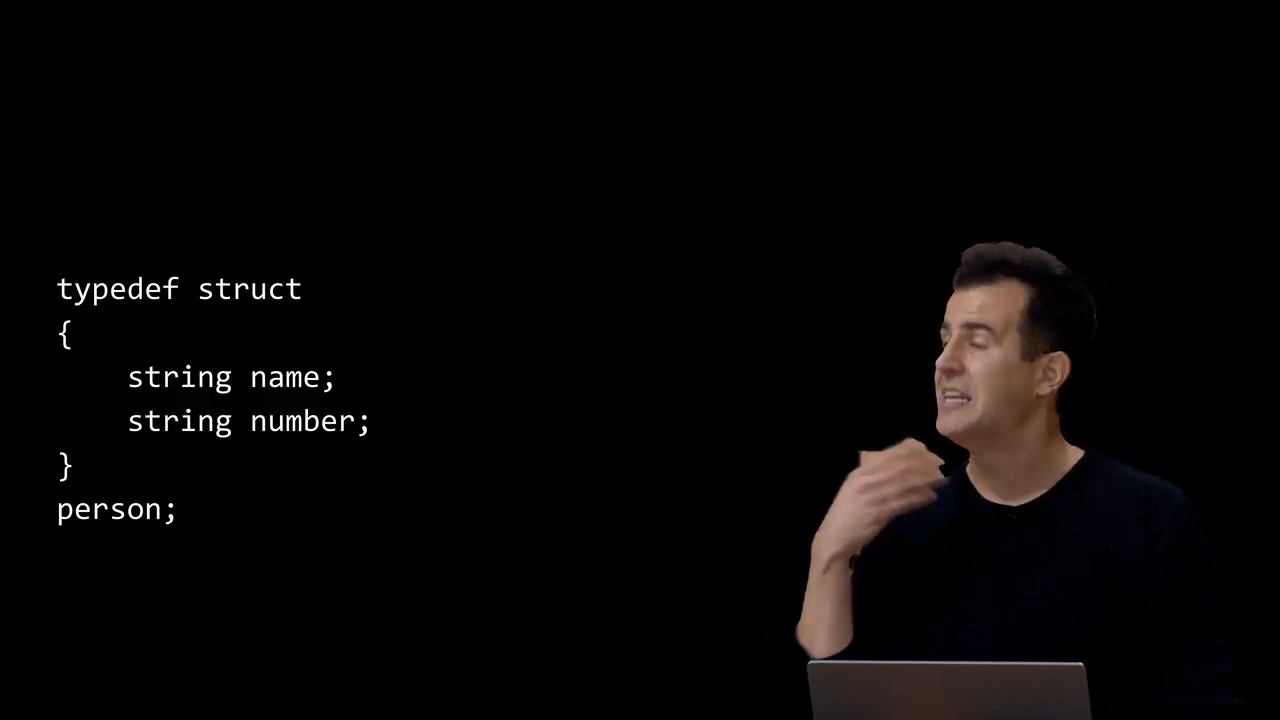 typedef struct
{
    string name;
    string number;
}
person;